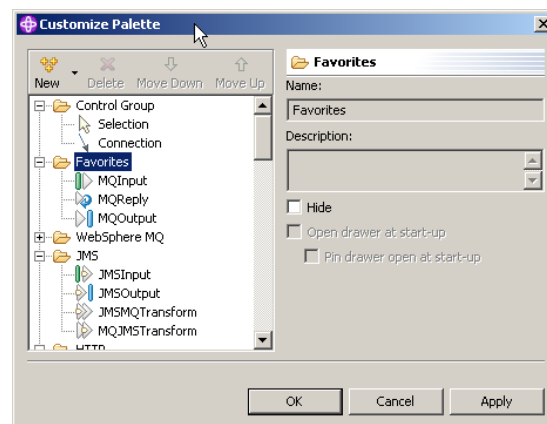 Customize Palette
New Delete Move Down Move Up
Control Group
Selection
Connection
Favorites
MQInput
MQReply
MQOutput
WebSphere MQ
JMS
JMSInput
JMSOutput
JMSMQTransform
MQJMSTransform
HTTP
Favorites
Name:
Favorites
Description:
Hide
Open drawer at start-up
Pin drawer open at start-up
OK Cancel Apply